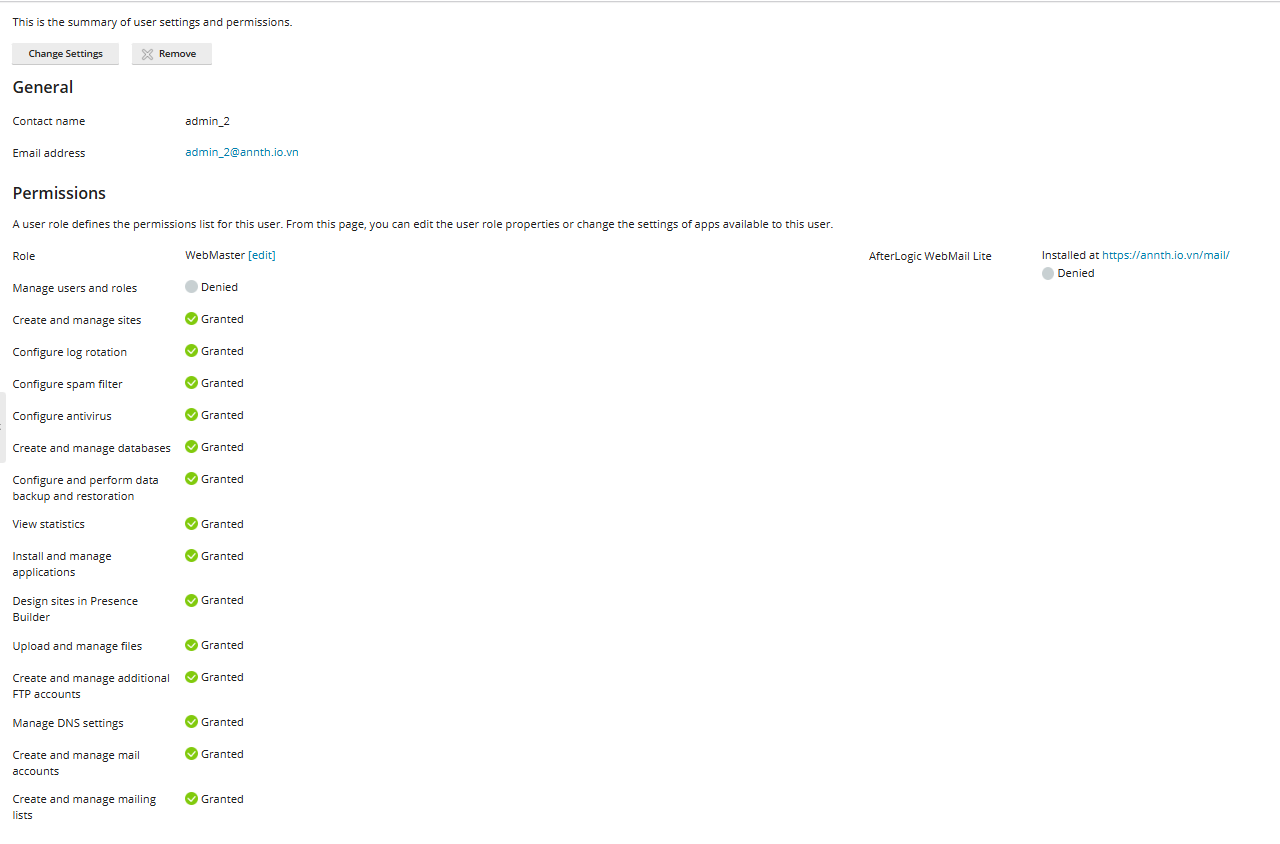 This is the summary of user settings and permissions.
Change Settings
Remove
General
Contact name admin_2
Email address admin_2@annth.io.vn
Permissions
A user role defines the permissions list for this user. From this page, you can edit the user role properties or change the settings of apps available to this user.
Role WebMaster [edit]
Manage users and roles Denied
Create and manage sites Granted
Configure log rotation Granted
Configure spam filter Granted
Configure antivirus Granted
Create and manage databases Granted
Configure and perform data Granted
backup and restoration
View statistics Granted
Install and manage Granted
applications
Design sites in Presence Granted
Builder
Upload and manage files Granted
Create and manage additional Granted
FTP accounts
Manage DNS settings Granted
Create and manage mail Granted
accounts
Create and manage mailing Granted
lists
AfterLogic WebMail Lite Installed at https://annth.io.vn/mail/
Denied